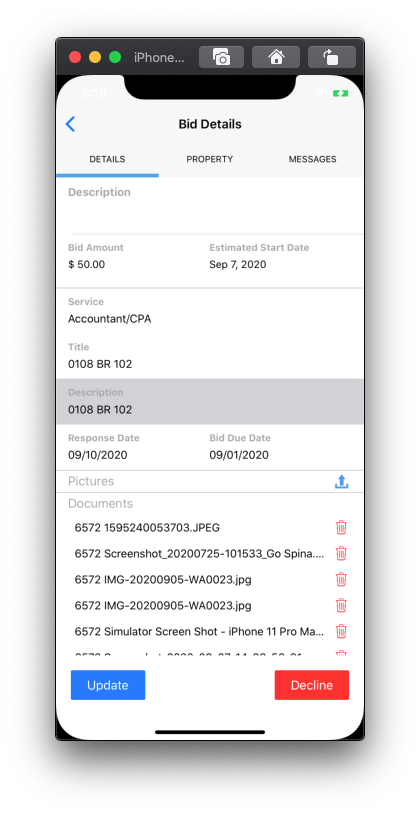 iPhone...
8:16
Bid Details
DETAILS PROPERTY MESSAGES
Description
Bid Amount Estimated Start Date
$ 50.00 Sep 7, 2020
Service
Accountant/CPA
Title
0108 BR 102
Description
0108 BR 102
Response Date Bid Due Date
09/10/2020 09/01/2020
Pictures
Documents
6572 1595240053703.JPEG
6572 Screenshot_20200725-101533_Go Spina....
6572 IMG-20200905-WA0023.jpg
6572 IMG-20200905-WA0023.jpg
6572 Simulator Screen Shot - iPhone 11 Pro Ma...
Update Decline